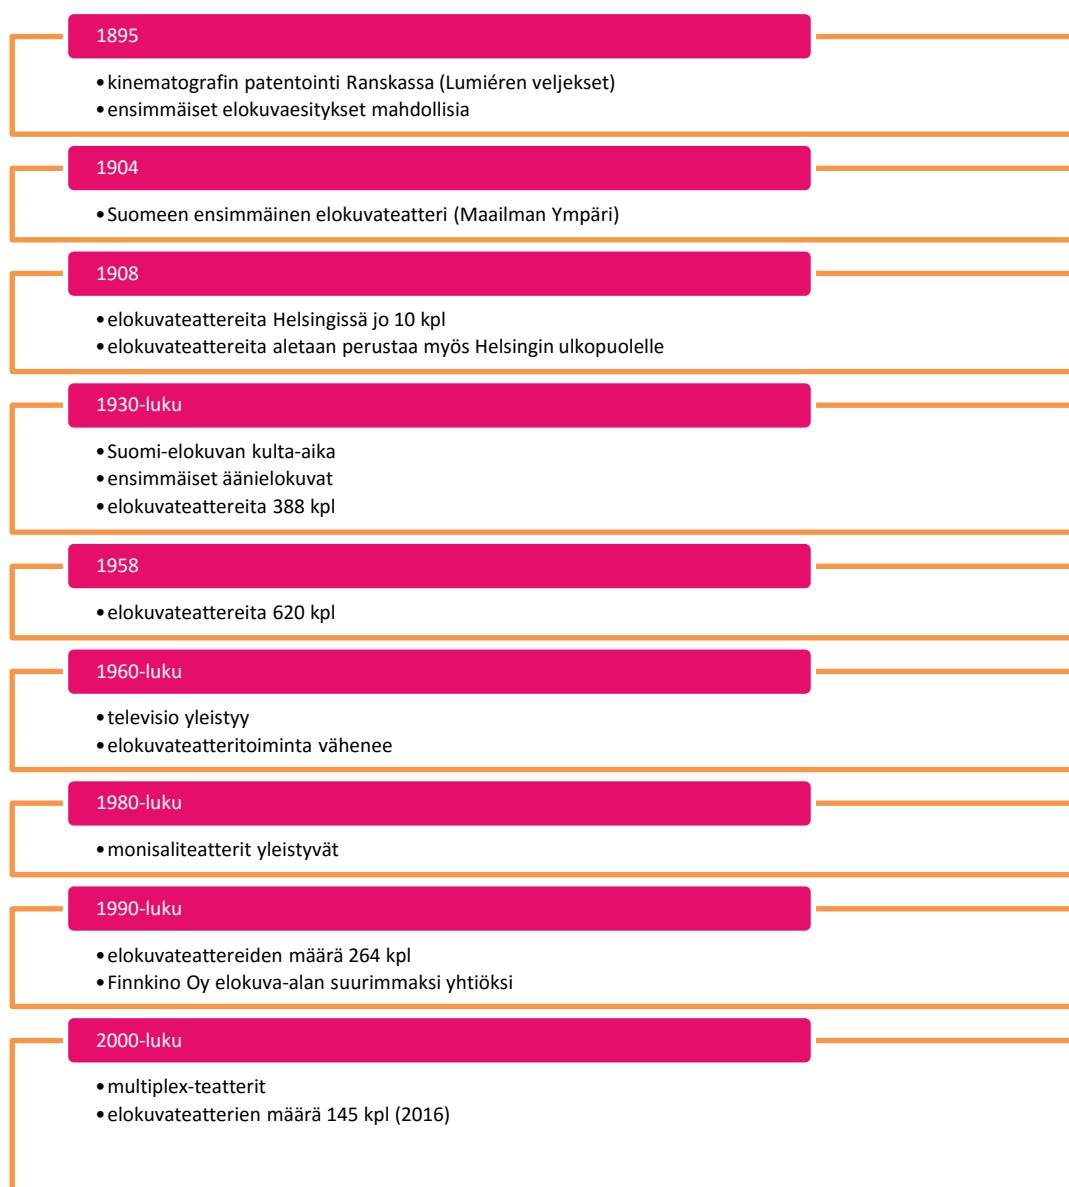 1895
•kinematografin patentointi Ranskassa (Lumiéren veljekset)
•ensimmäiset elokuvaesitykset mahdollisia
1904
•Suomeen ensimmäinen elokuvateatteri (Maailman Ympäri)
1908
•elokuvateattereita Helsingissä jo 10 kpl
•elokuvateattereita aletaan perustaa myös Helsingin ulkopuolelle
1930-luku
•Suomi-elokuvan kulta-aika
•ensimmäiset äänielokuvat
•elokuvateattereita 388 kpl
1958
•elokuvateattereita 620 kpl
1960-luku
•televisio yleistyy
•elokuvateatteritoiminta vähenee
1980-luku
•monisaliteatterit yleistyvät
1990-luku
•elokuvateattereiden määrä 264 kpl
•Finnkino Oy elokuva-alan suurimmaksi yhtiöksi
2000-luku
•multiplex-teatterit
•elokuvateatterien määrä 145 kpl (2016)